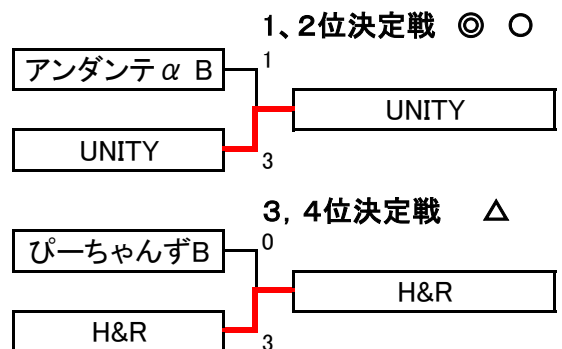 1、2位決定戦 ◎ ○
アンダンテα B
1
UNITY
UNITY
3
3，4位決定戦 △
ぴーちゃんずB
0
H&R
H&R
3